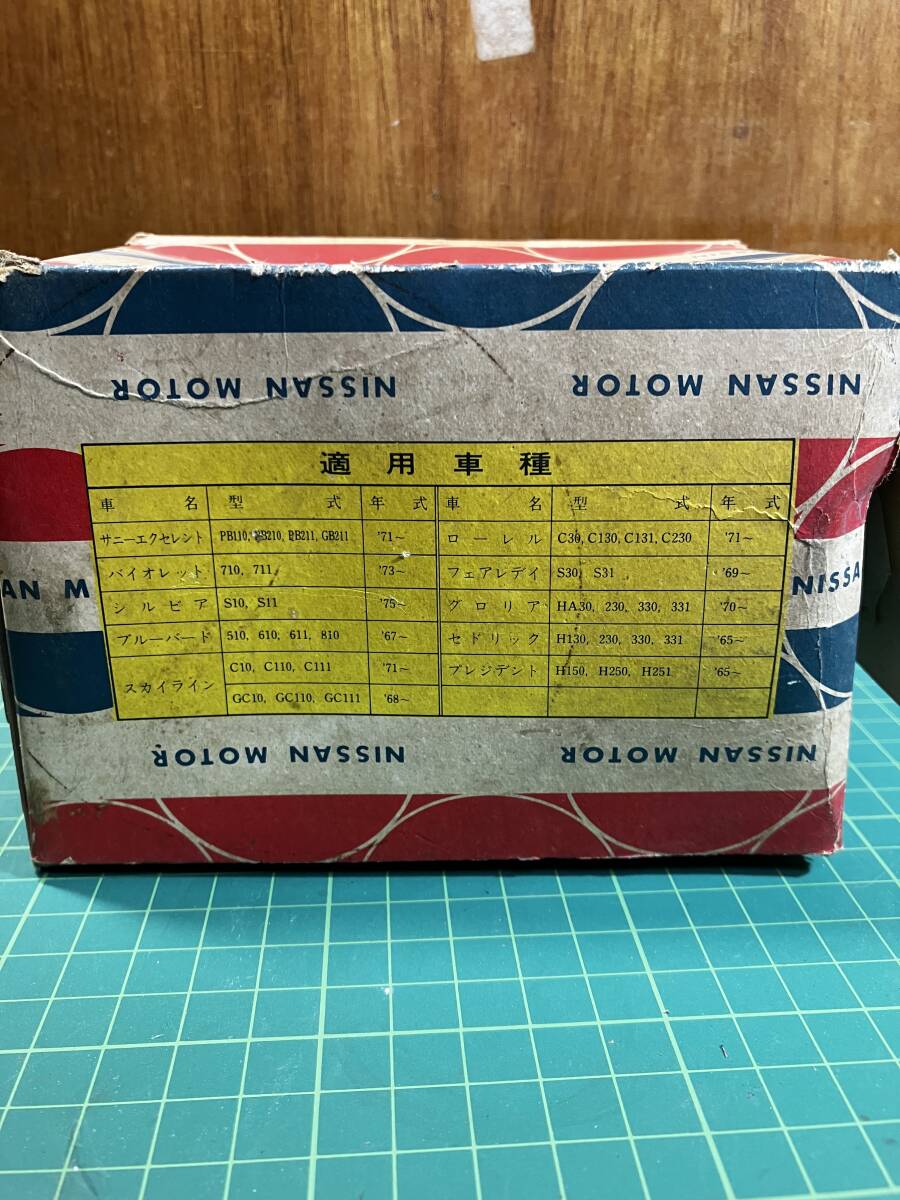 NISSAN MOTOR NISSAN MOTOR
適用車種
車名 型式 年式 車名 型式 年式
サニーエクセレント PB110, PB210, PB211, GB211 '71～ ローレル C30, C130, C131, C230 '71～
バイオレット 710, 711 '73～ フェアレデイ S30, S31 '69～
シルビア S10, S11 '75～ グロリア HA30, 230, 330, 331 '70～
ブルーバード 510, 610, 611, 810 '67～ セドリック H130, 230, 330, 331 '65～
スカイライン C10, C110, C111 '71～ プレジデント H150, H250, H251 '65～
GC10, GC110, GC111 '68～
AN M NISSA
NISSAN MOTOR NISSAN MOTOR